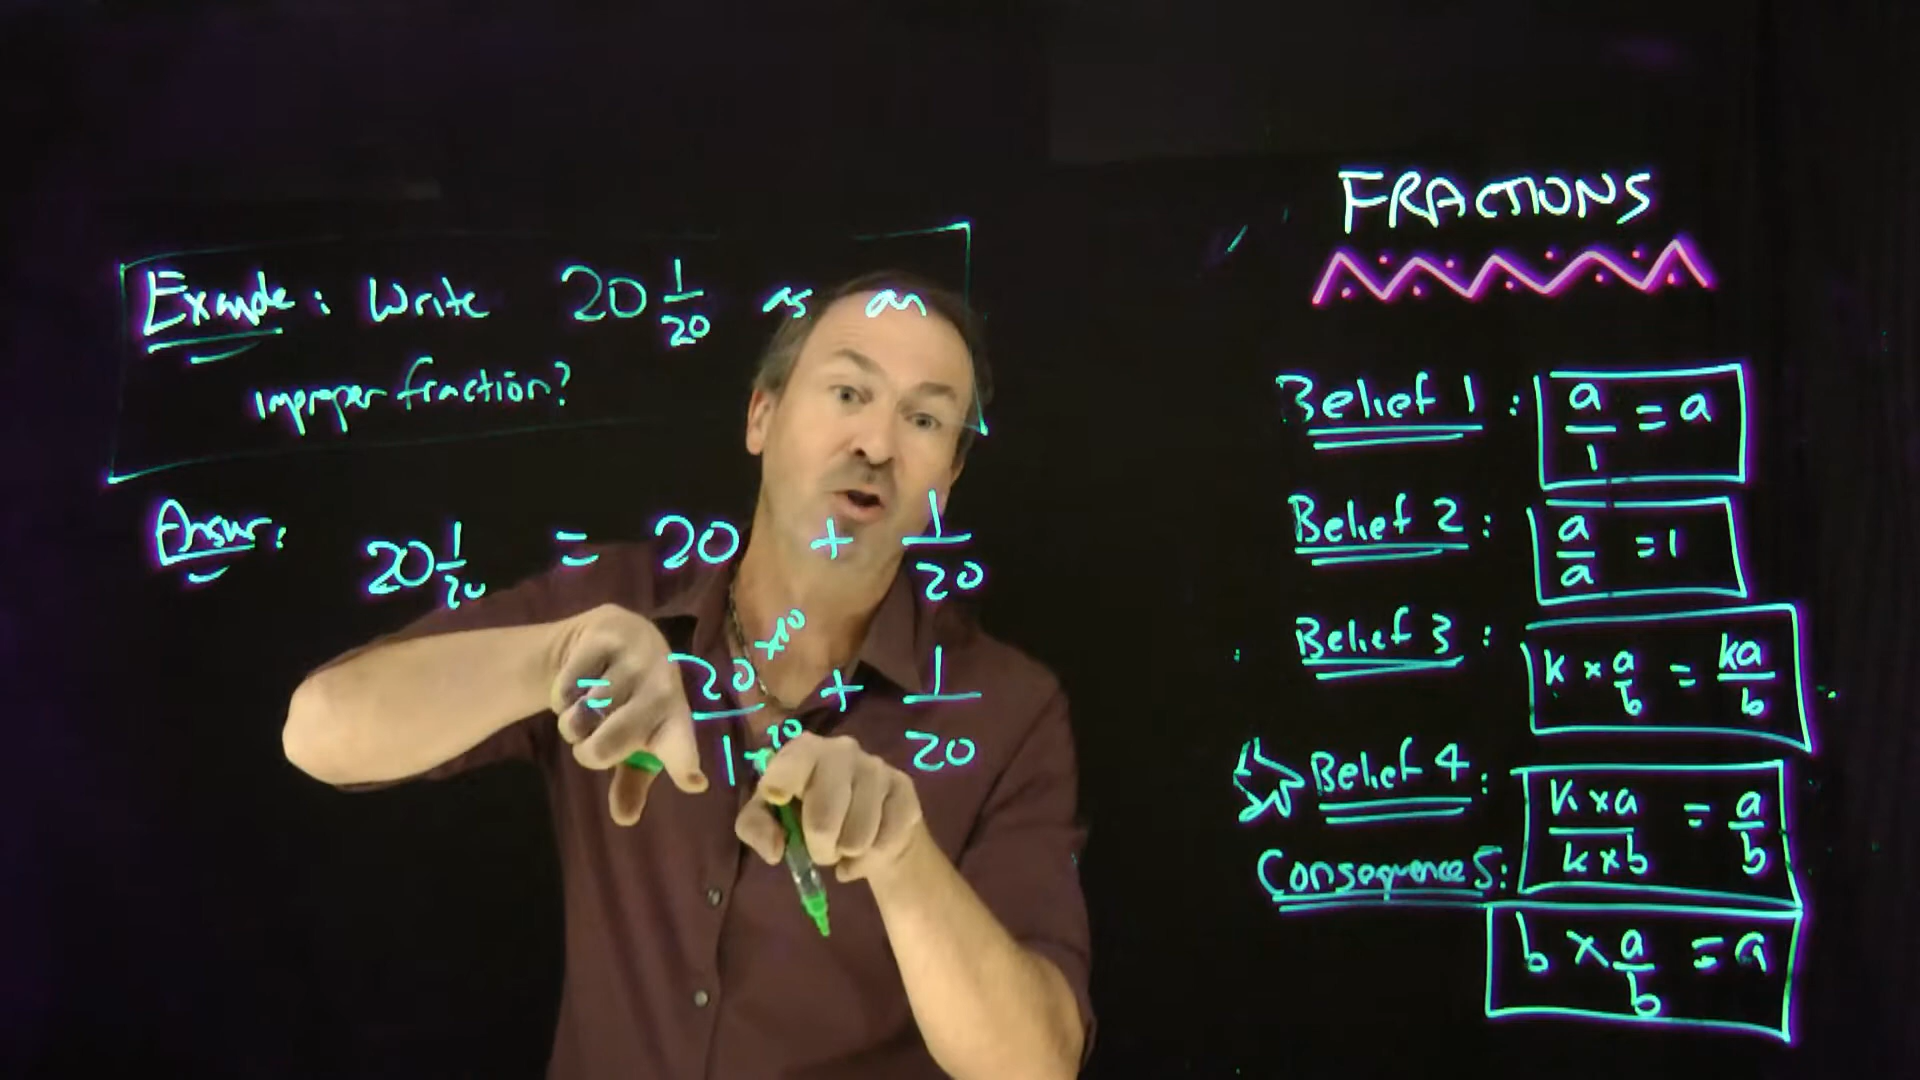 Example: Write 20 1/20 as an
improper fraction?
Answr: 20 1/20 = 20 + 1/20
= 20 ×20 / 1 ×20 + 1/20
FRACTIONS
Belief 1: a/1 = a
Belief 2: a/a = 1
Belief 3: k × a/b = ka/b
Belief 4: k × a / k × b = a/b
Consequence 5: b × a/b = a